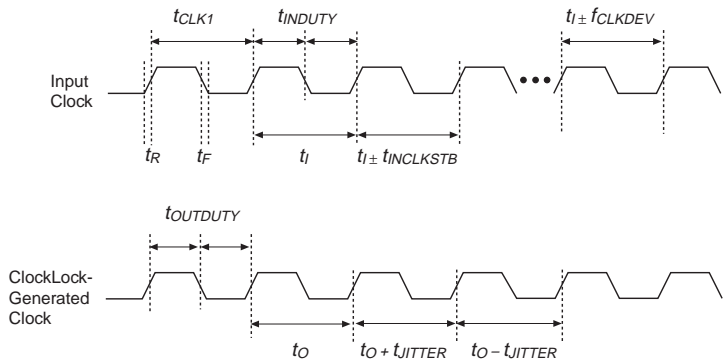 tCLK1
tINDUTY
tI ± fCLKDEV
Input
Clock
tR
tF
tI
tI ± tINCLKSTB
tOUTDUTY
ClockLock-
Generated
Clock
tO
tO + tJITTER
tO – tJITTER